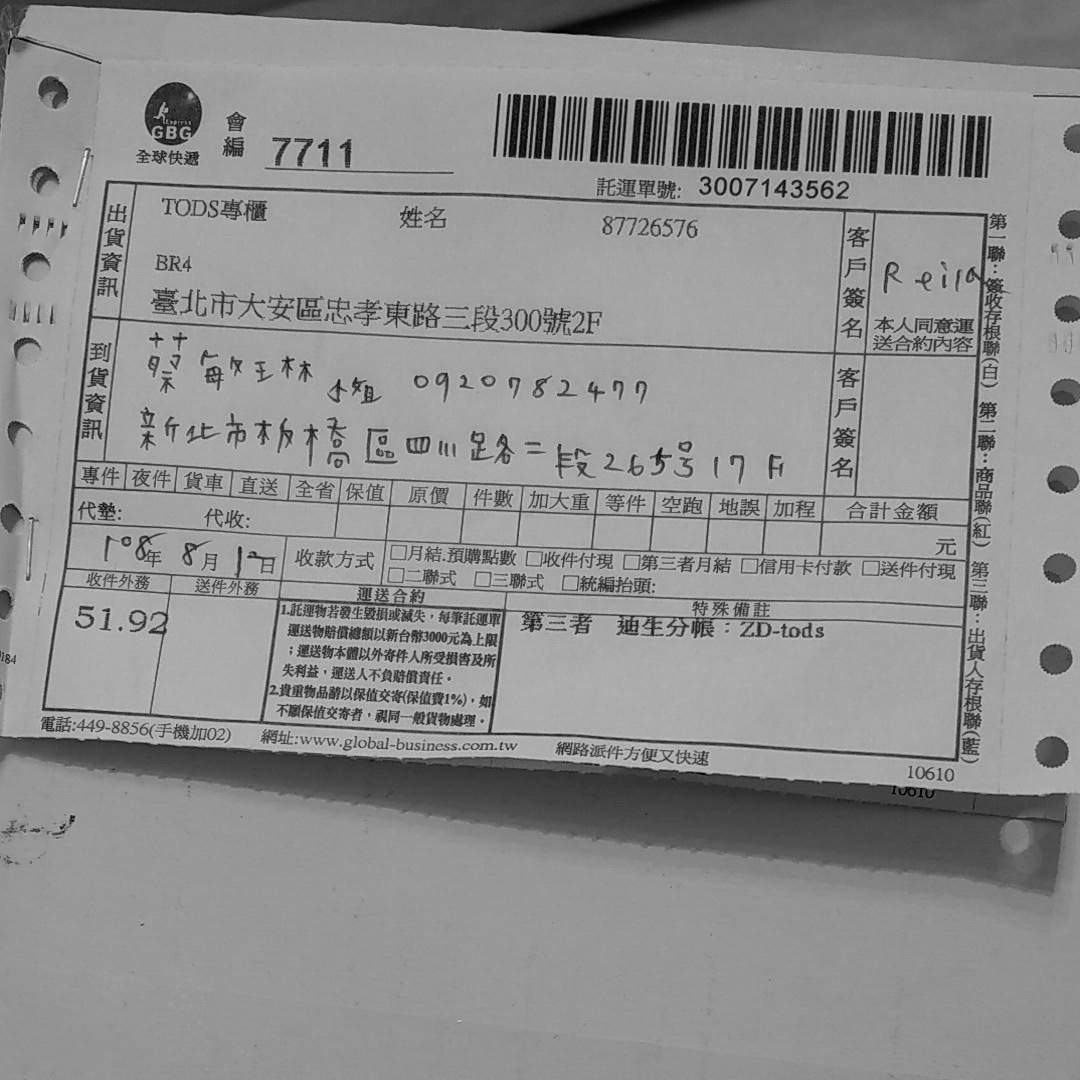 Express
GBG
全球快遞
會編 7711
託運單號: 3007143562
出貨資訊
TODS專櫃 姓名 87726576
BR4
臺北市大安區忠孝東路三段300號2F
客戶簽名
Reila
本人同意運
送合約內容
到貨資訊
蔡敏玲 小姐 0920782477
新北市板橋區四川路二段265号17F
客戶簽名
專件 夜件 貨車 直送 全省 保值 原價 件數 加大重 等件 空跑 地誤 加程 合計金額
代墊: 代收: 元
108年 8月 12日
收款方式 □月結.預購點數 □收件付現 □第三者月結 □信用卡付款 □送件付現
□二聯式 □三聯式 □統編抬頭:
收件外務 送件外務 運送合約 特殊備註
51.92
1.託運物若發生毀損或滅失，每筆託運單
運送物賠償總額以新台幣3000元為上限
；運送物本體以外寄件人所受損害及所
失利益，運送人不負賠償責任。
2.貴重物品請以保值交寄(保值費1%)，如
不願保值交寄者，視同一般貨物處理。
第三者 迪生分帳：ZD-tods
第一聯：簽收存根聯(白) 第二聯：商品聯(紅) 第三聯：出貨人存根聯(藍)
電話:449-8856(手機加02) 網址:www.global-business.com.tw 網路派件方便又快速
10610
10610